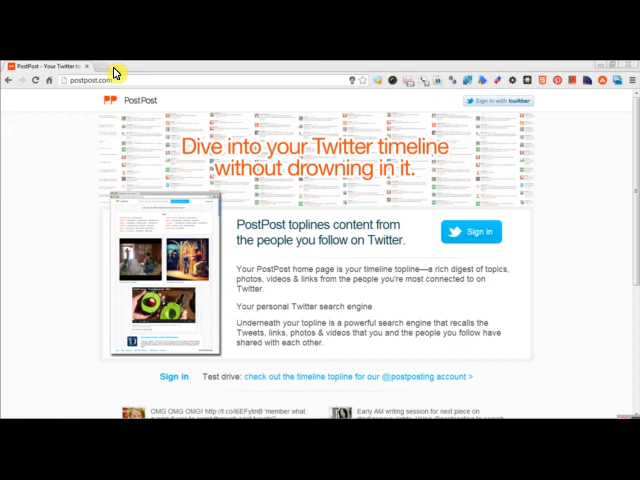 PostPost - Your Twitter to
postpost.com
PostPost
Sign in with twitter
Dive into your Twitter timeline
without drowning in it.
PostPost toplines content from
the people you follow on Twitter.
Sign in
Your PostPost home page is your timeline topline—a rich digest of topics,
photos, videos & links from the people you're most connected to on
Twitter.
Your personal Twitter search engine
Underneath your topline is a powerful search engine that recalls the
Tweets, links, photos & videos that you and the people you follow have
shared with each other.
Sign in Test drive: check out the timeline topline for our @postposting account >
OMG OMG OMG! http://t.co/6EFytmB 'member what
Early AM writing session for next piece on